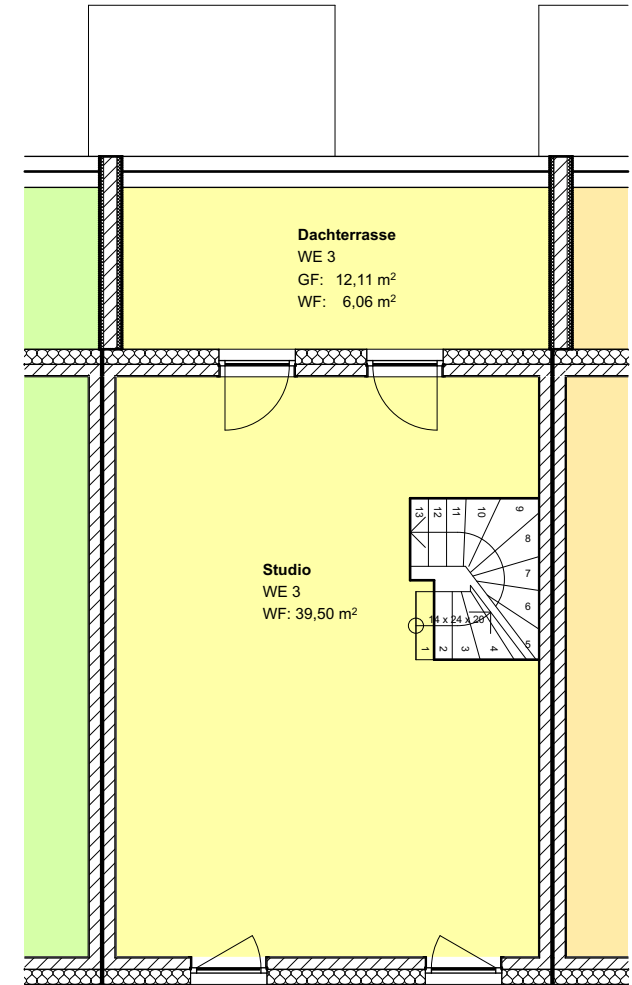 Dachterrasse
WE 3
GF: 12,11 m²
WF: 6,06 m²
13 12 11 10 9
8
7
6
5
Studio
WE 3
WF: 39,50 m²
14 x 24 x 20
1 2 3 4